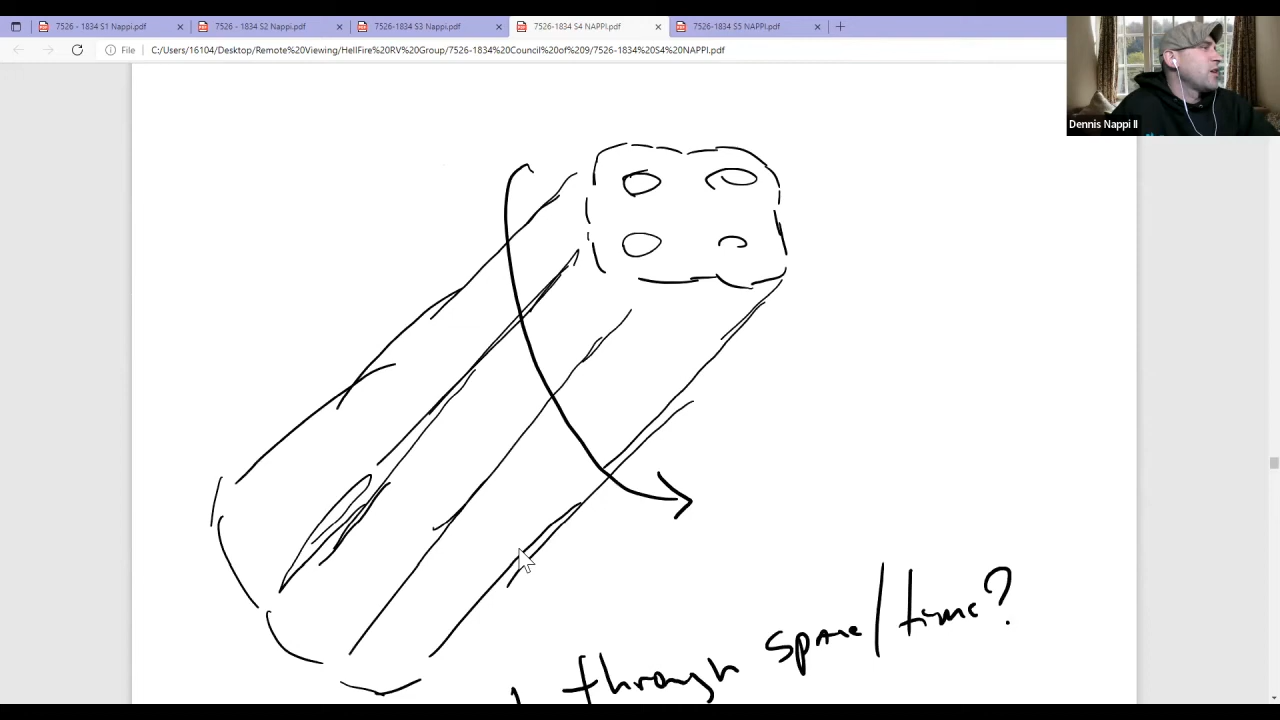 7526 - 1834 S1 Nappi.pdf
7526 - 1834 S2 Nappi.pdf
7526-1834 S3 Nappi.pdf
7526-1834 S4 NAPPI.pdf
7526-1834 S5 NAPPI.pdf
File C:/Users/16104/Desktop/Remote%20Viewing/HellFire%20RV%20Group/7526-1834%20Council%20of%209/7526-1834%20S4%20NAPPI.pdf
Dennis Nappi II
through space/time?